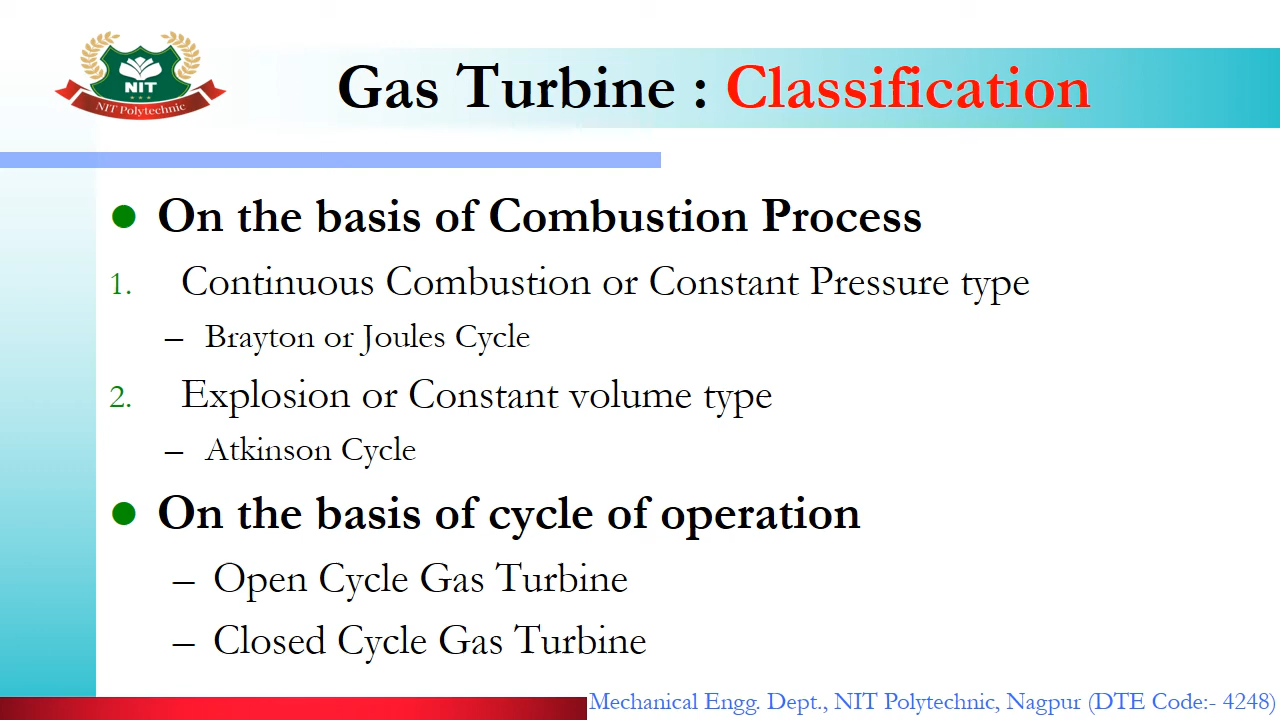 NIT
NIT Polytechnic
Gas Turbine : Classification
On the basis of Combustion Process
1. Continuous Combustion or Constant Pressure type
– Brayton or Joules Cycle
2. Explosion or Constant volume type
– Atkinson Cycle
On the basis of cycle of operation
– Open Cycle Gas Turbine
– Closed Cycle Gas Turbine
Mechanical Engg. Dept., NIT Polytechnic, Nagpur (DTE Code:- 4248)